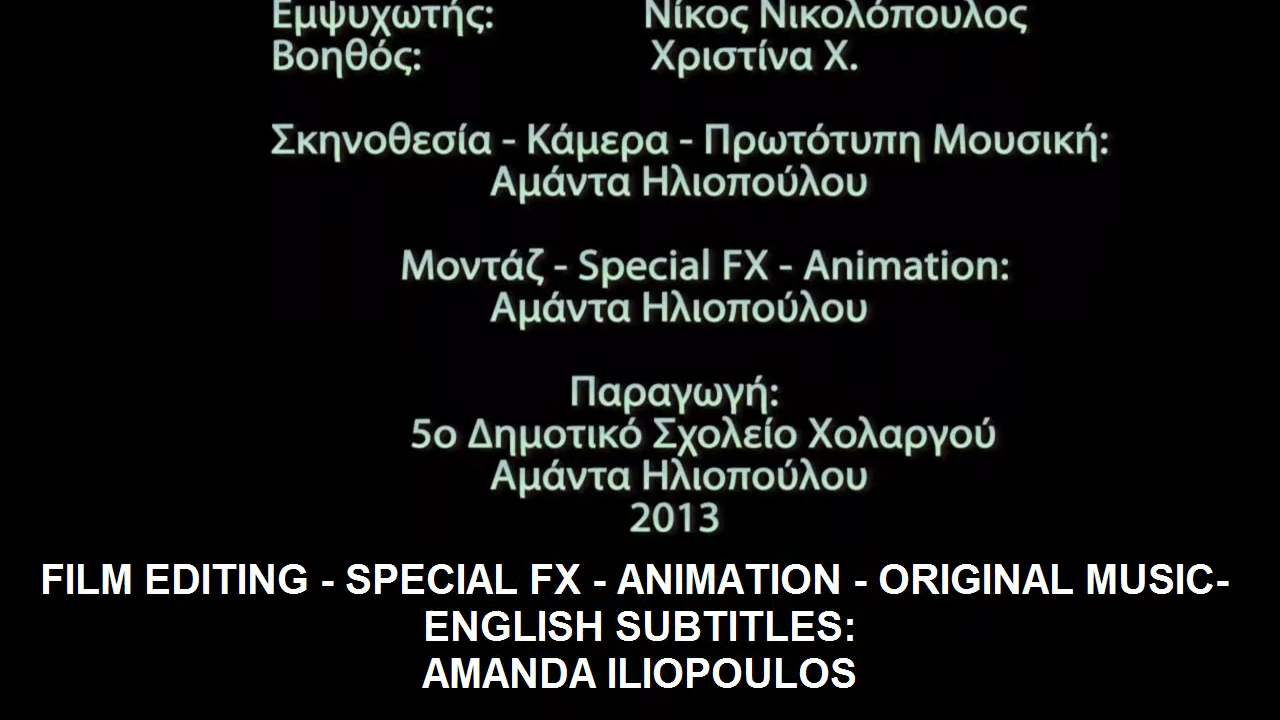 Εμψυχωτής: Νίκος Νικολόπουλος
Βοηθός: Χριστίνα Χ.
Σκηνοθεσία - Κάμερα - Πρωτότυπη Μουσική:
Αμάντα Ηλιοπούλου
Μοντάζ - Special FX - Animation:
Αμάντα Ηλιοπούλου
Παραγωγή:
5ο Δημοτικό Σχολείο Χολαργού
Αμάντα Ηλιοπούλου
2013
FILM EDITING - SPECIAL FX - ANIMATION - ORIGINAL MUSIC-
ENGLISH SUBTITLES:
AMANDA ILIOPOULOS